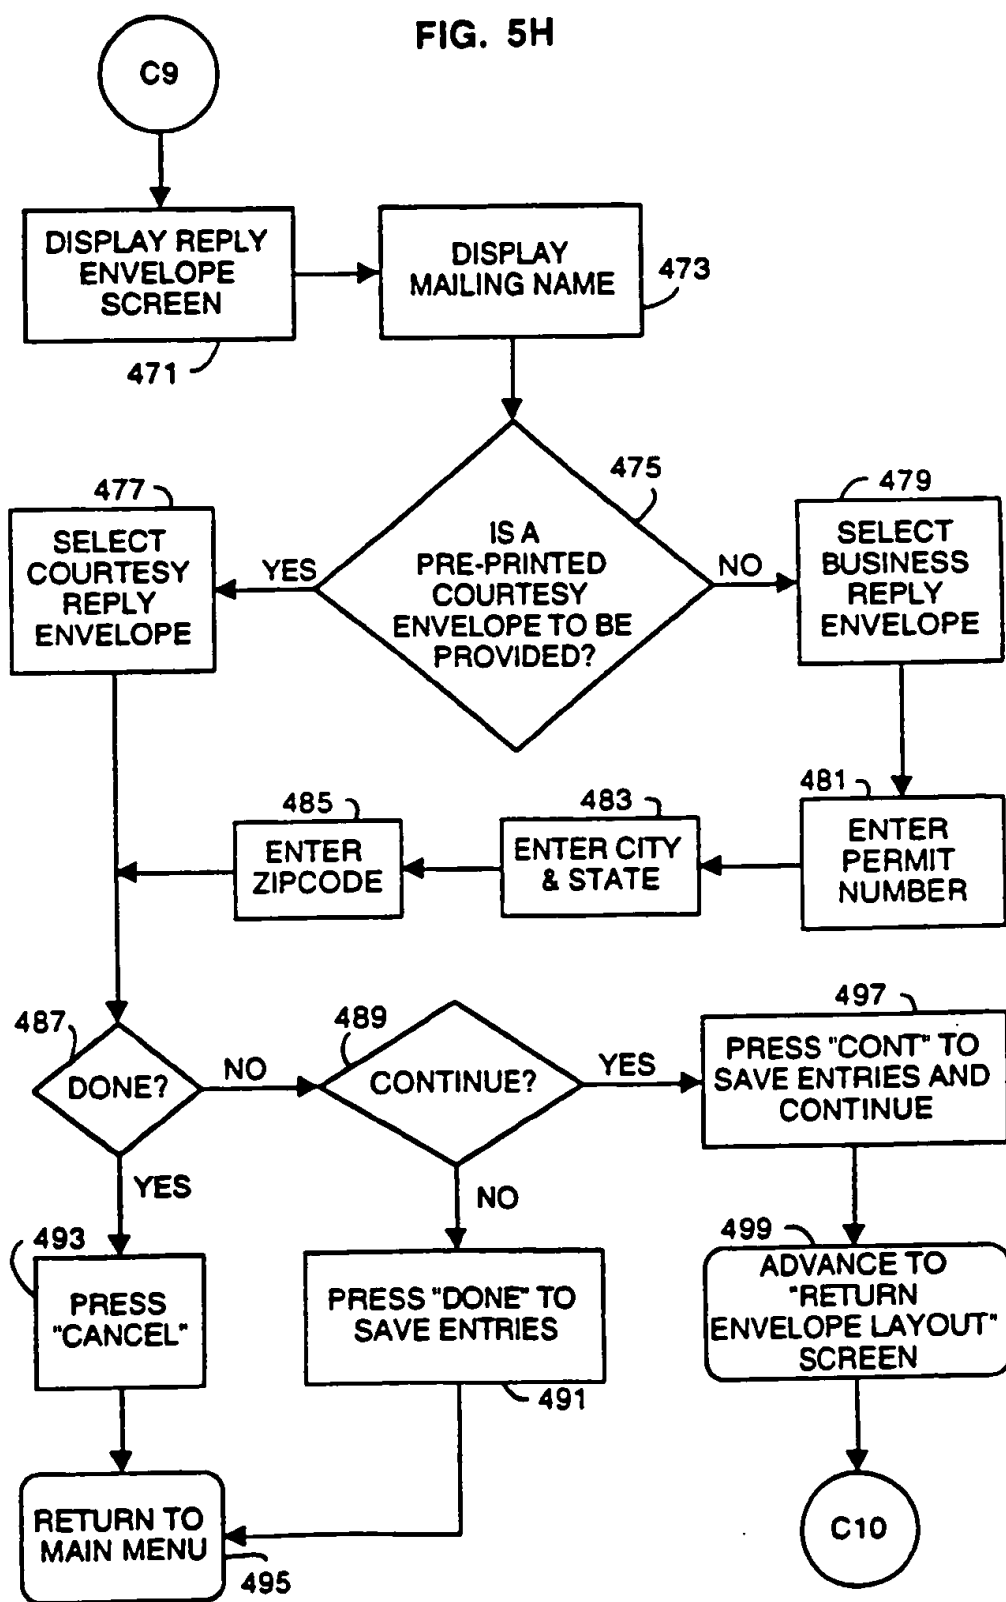 FIG. 5H
C9
DISPLAY REPLY
ENVELOPE
SCREEN
471
DISPLAY
MAILING NAME
473
475
IS A
PRE-PRINTED
COURTESY
ENVELOPE TO BE
PROVIDED?
YES
NO
477
SELECT
COURTESY
REPLY
ENVELOPE
479
SELECT
BUSINESS
REPLY
ENVELOPE
481
ENTER
PERMIT
NUMBER
483
ENTER CITY
& STATE
485
ENTER
ZIPCODE
487
DONE?
NO
YES
489
CONTINUE?
YES
NO
497
PRESS "CONT" TO
SAVE ENTRIES AND
CONTINUE
493
PRESS
"CANCEL"
PRESS "DONE" TO
SAVE ENTRIES
491
499
ADVANCE TO
"RETURN
ENVELOPE LAYOUT"
SCREEN
RETURN TO
MAIN MENU
495
C10